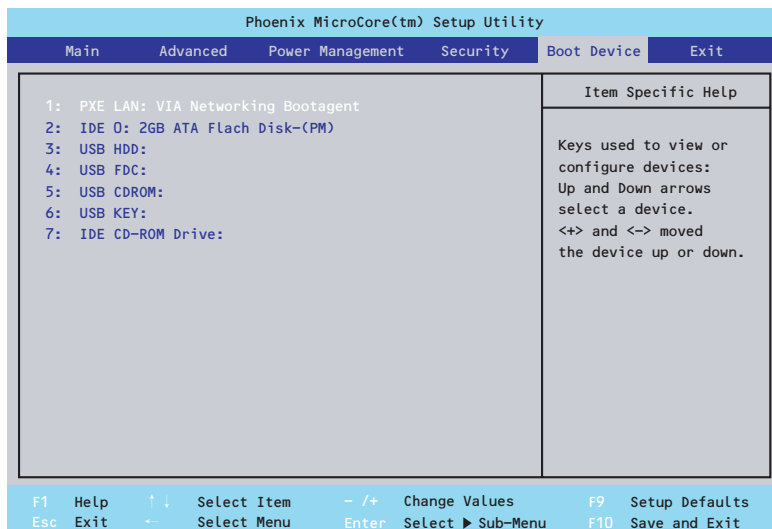 Phoenix MicroCore(tm) Setup Utility
Main Advanced Power Management Security Boot Device Exit
1: PXE LAN: VIA Networking Bootagent
2: IDE 0: 2GB ATA Flach Disk-(PM)
3: USB HDD:
4: USB FDC:
5: USB CDROM:
6: USB KEY:
7: IDE CD-ROM Drive:
Item Specific Help
Keys used to view or
configure devices:
Up and Down arrows
select a device.
<+> and <-> moved
the device up or down.
F1 Help ↑↓ Select Item - /+ Change Values F9 Setup Defaults
Esc Exit ← Select Menu Enter Select ▶ Sub-Menu F10 Save and Exit